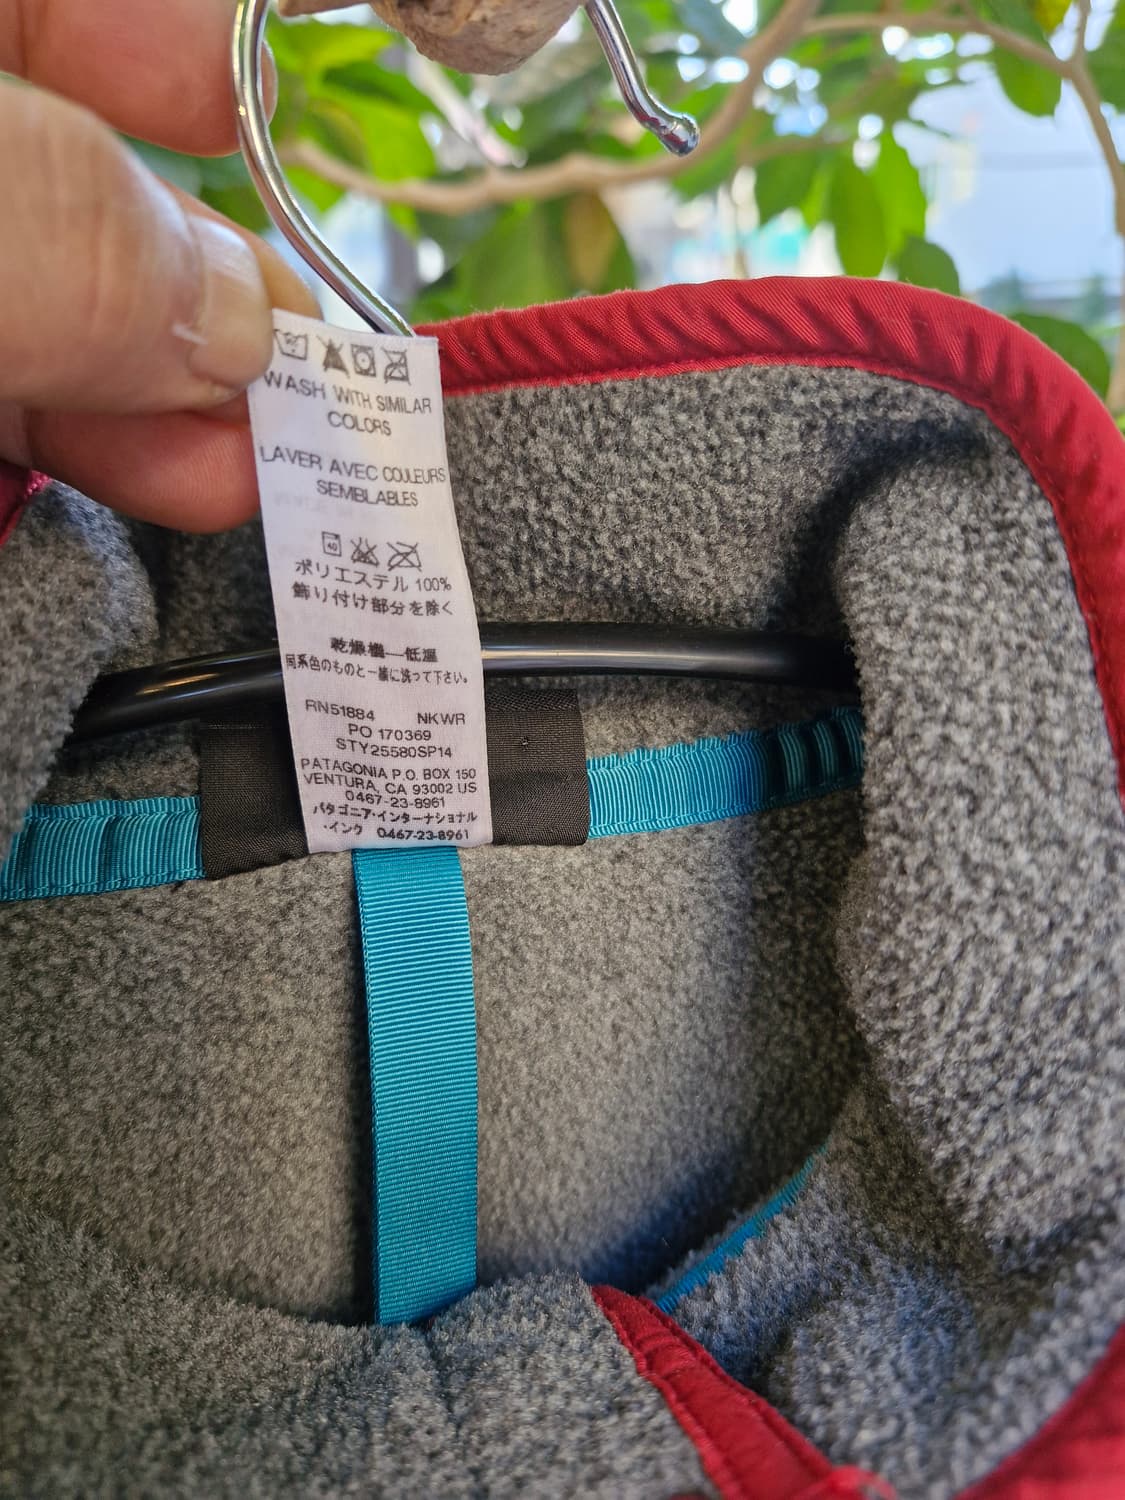 WASH WITH SIMILAR
COLORS
LAVER AVEC COULEURS
SEMBLABLES
40
ポリエステル 100%
飾り付け部分を除く
乾燥機—低温
同系色のものと一緒に洗って下さい。
RN51884 NKWR
PO 170369
STY25580SP14
PATAGONIA P.O. BOX 150
VENTURA, CA 93002 US
0467-23-8961
パタゴニア・インターナショナル
・インク 0467-23-8961